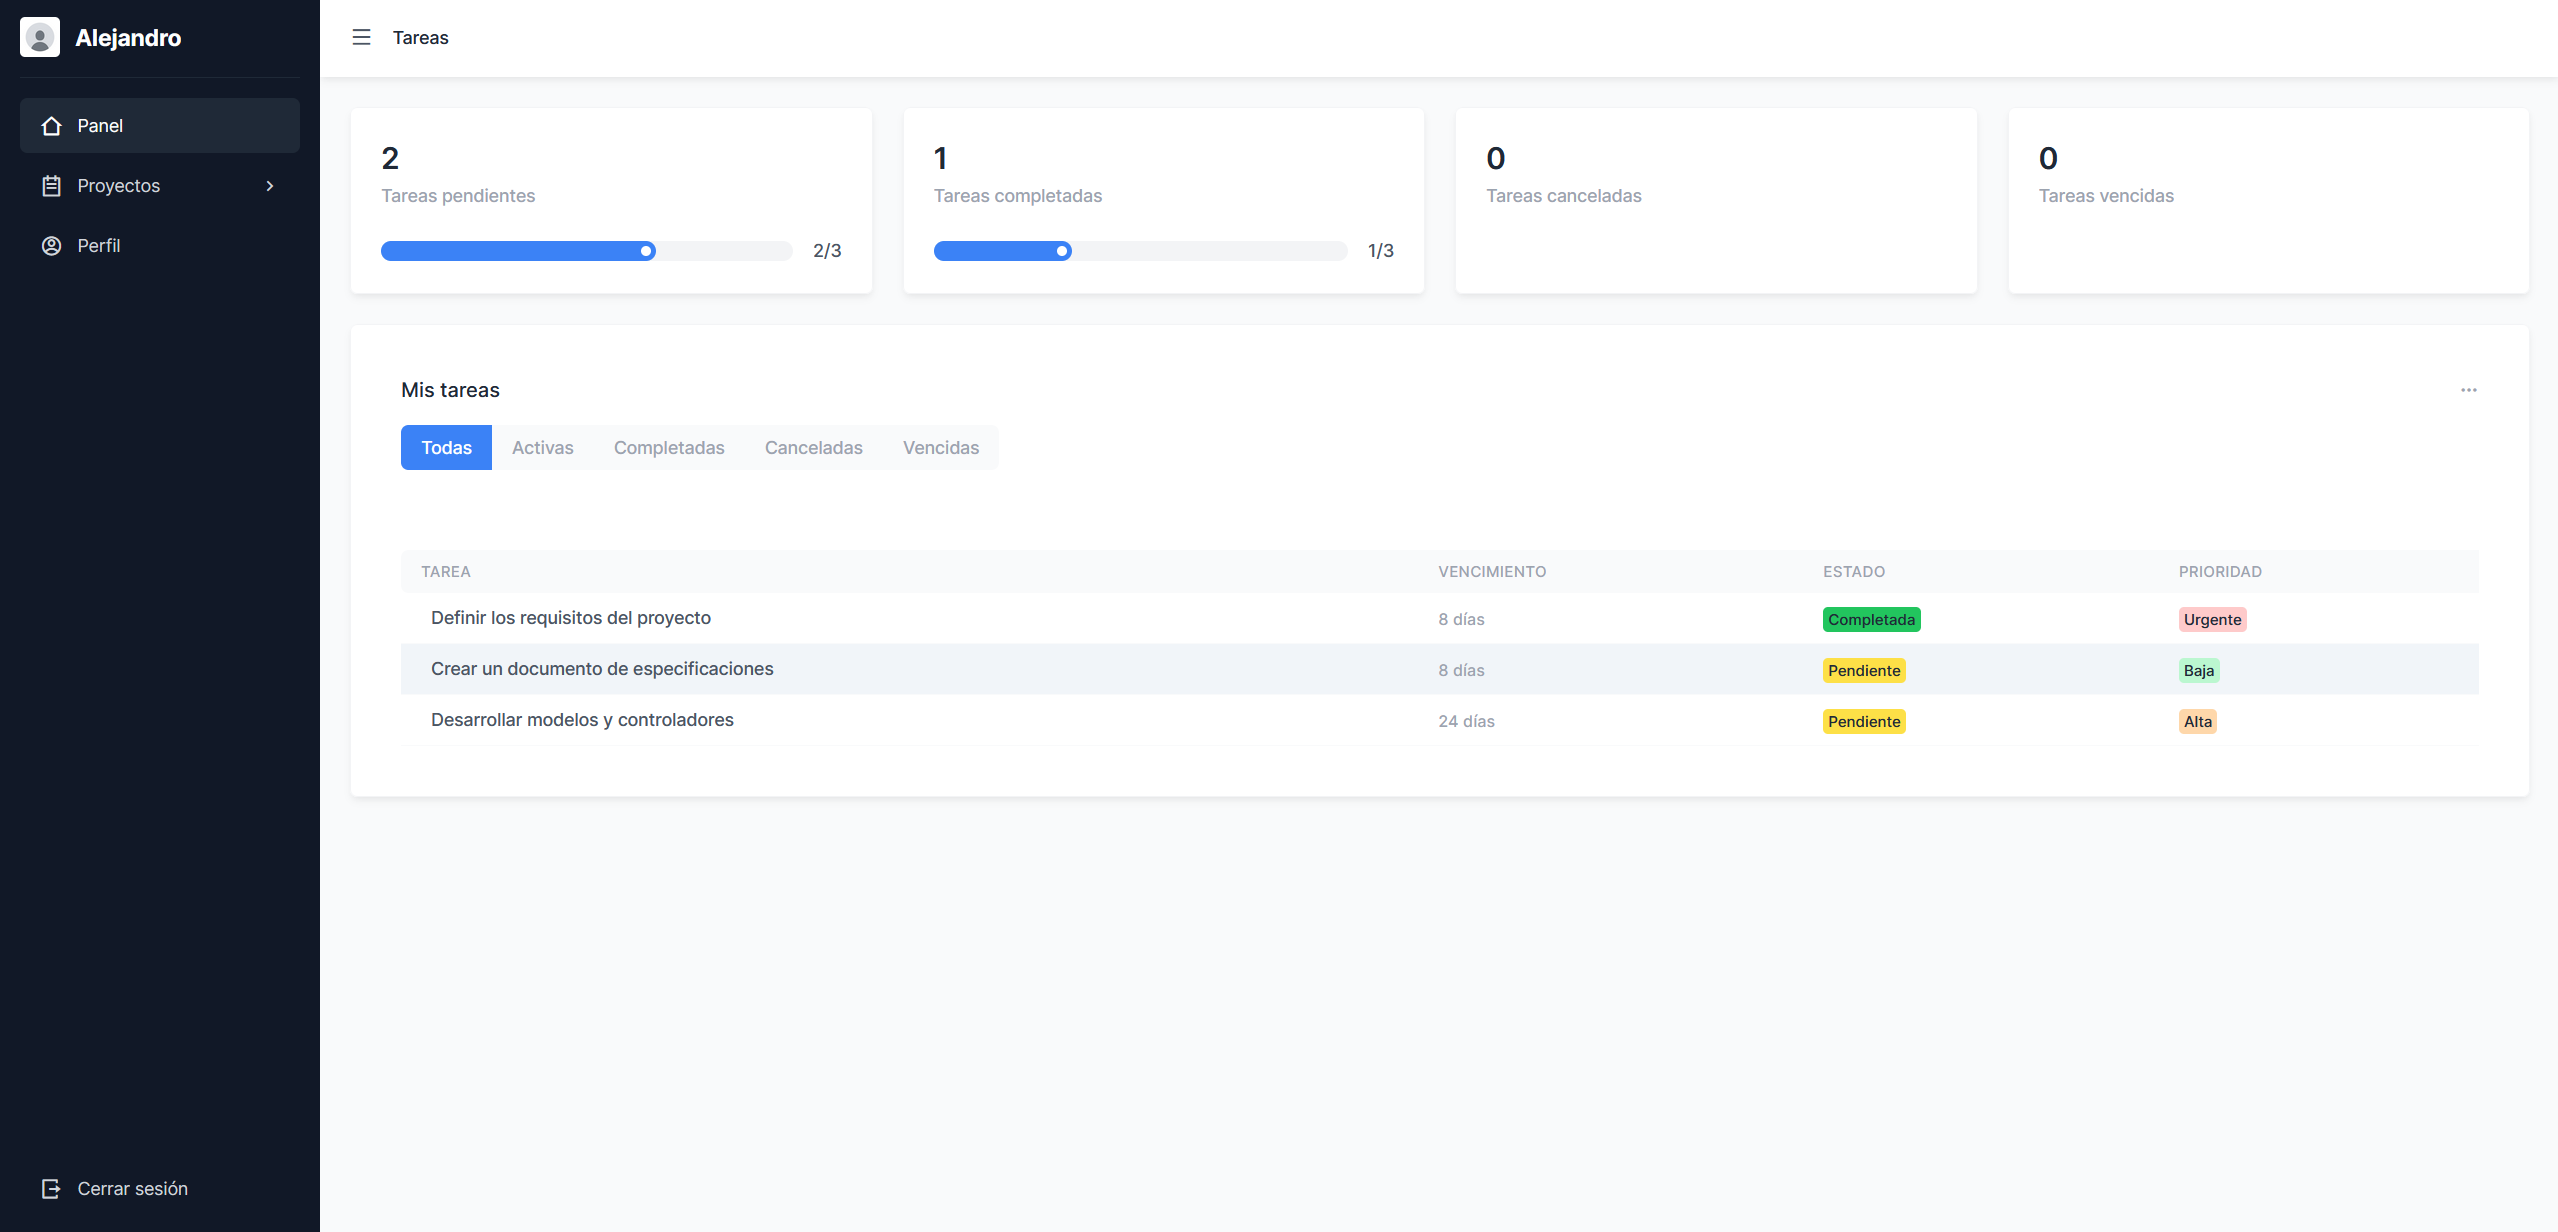 Alejandro
Tareas
Panel
Proyectos
Perfil
Cerrar sesión
2
Tareas pendientes
2/3
1
Tareas completadas
1/3
0
Tareas canceladas
0
Tareas vencidas
Mis tareas
Todas Activas Completadas Canceladas Vencidas
TAREA VENCIMIENTO ESTADO PRIORIDAD
Definir los requisitos del proyecto 8 días Completada Urgente
Crear un documento de especificaciones 8 días Pendiente Baja
Desarrollar modelos y controladores 24 días Pendiente Alta